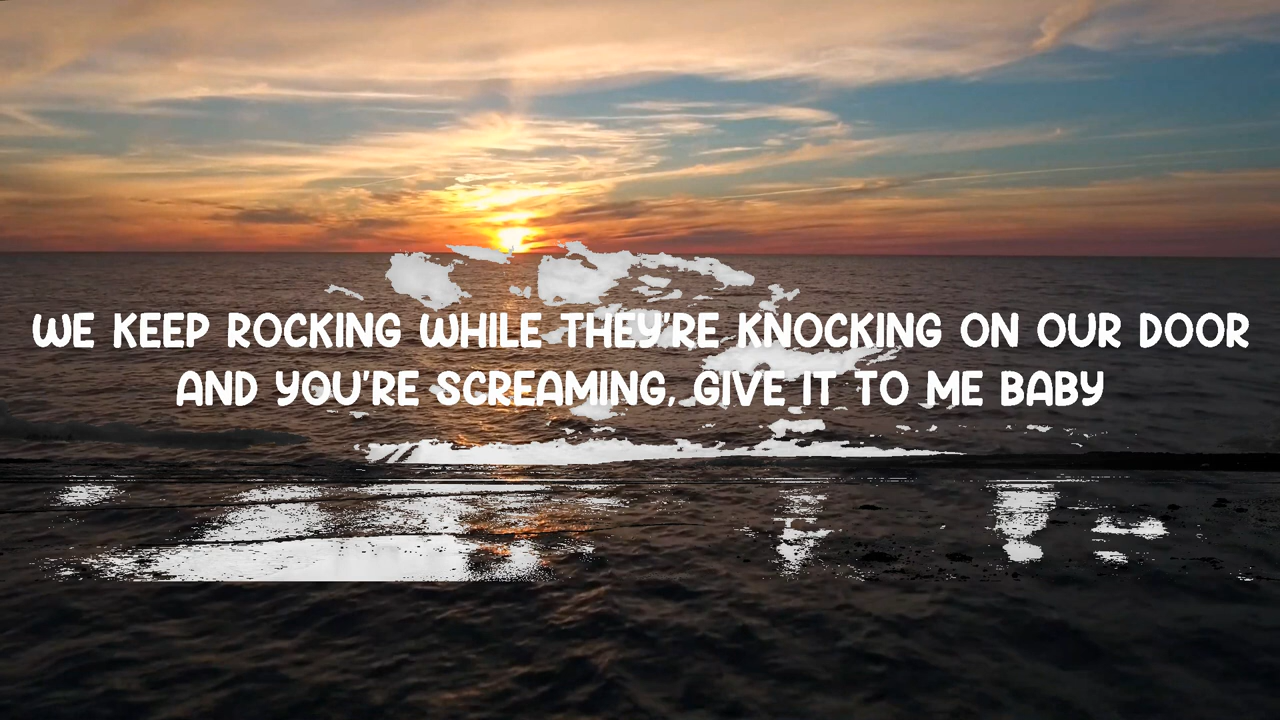 WE KEEP ROCKING WHILE THEY'RE KNOCKING ON OUR DOOR
AND YOU'RE SCREAMING, GIVE IT TO ME BABY